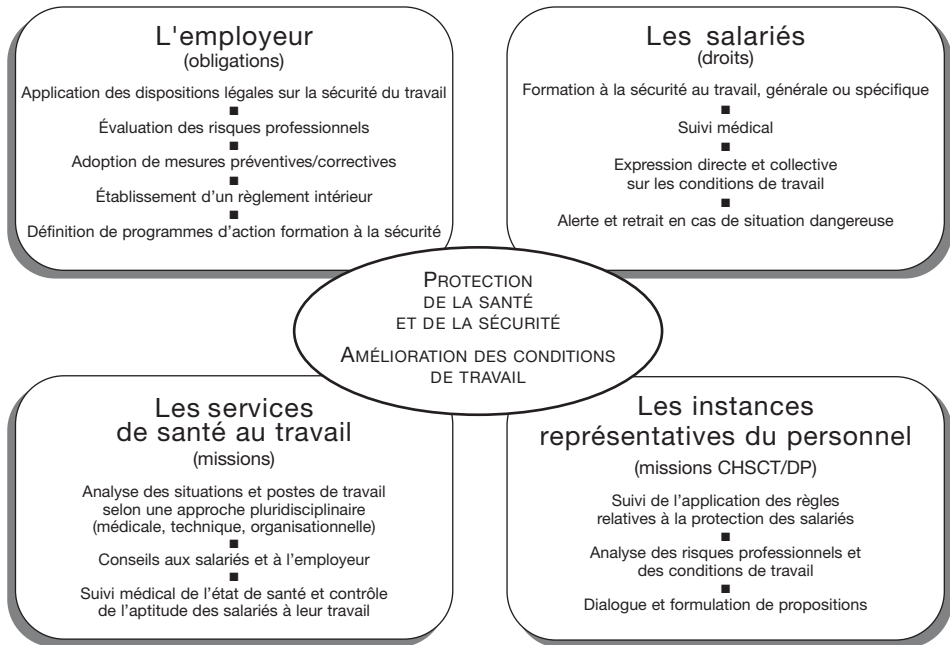 L'employeur
(obligations)
Application des dispositions légales sur la sécurité du travail
Évaluation des risques professionnels
Adoption de mesures préventives/correctives
Établissement d'un règlement intérieur
Définition de programmes d'action formation à la sécurité
Les salariés
(droits)
Formation à la sécurité au travail, générale ou spécifique
Suivi médical
Expression directe et collective
sur les conditions de travail
Alerte et retrait en cas de situation dangereuse
PROTECTION
DE LA SANTÉ
ET DE LA SÉCURITÉ
AMÉLIORATION DES CONDITIONS
DE TRAVAIL
Les services
de santé au travail
(missions)
Analyse des situations et postes de travail
selon une approche pluridisciplinaire
(médicale, technique, organisationnelle)
Conseils aux salariés et à l'employeur
Suivi médical de l'état de santé et contrôle
de l'aptitude des salariés à leur travail
Les instances
représentatives du personnel
(missions CHSCT/DP)
Suivi de l'application des règles
relatives à la protection des salariés
Analyse des risques professionnels et
des conditions de travail
Dialogue et formulation de propositions